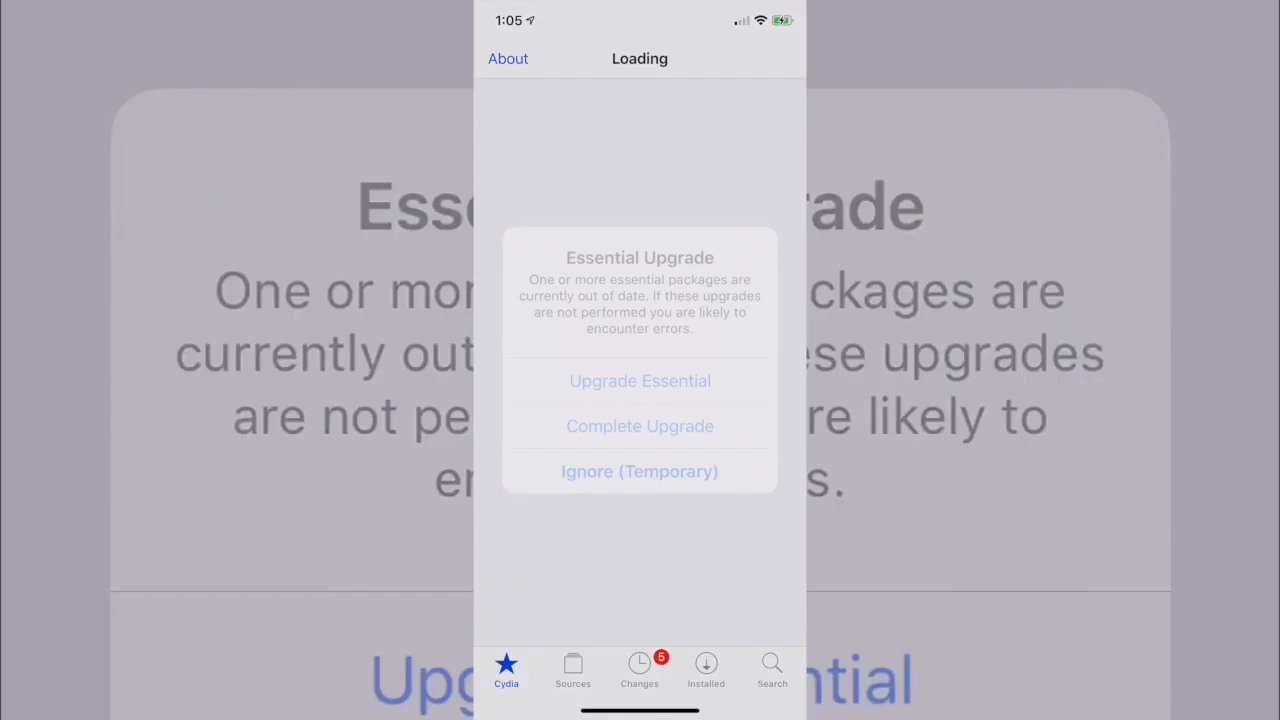 1:05
About
Loading
Essential Upgrade
One or more essential packages are
currently out of date. If these upgrades
are not performed you are likely to
encounter errors.
Upgrade Essential
Complete Upgrade
Ignore (Temporary)
Cydia
Sources
Changes
5
Installed
Search